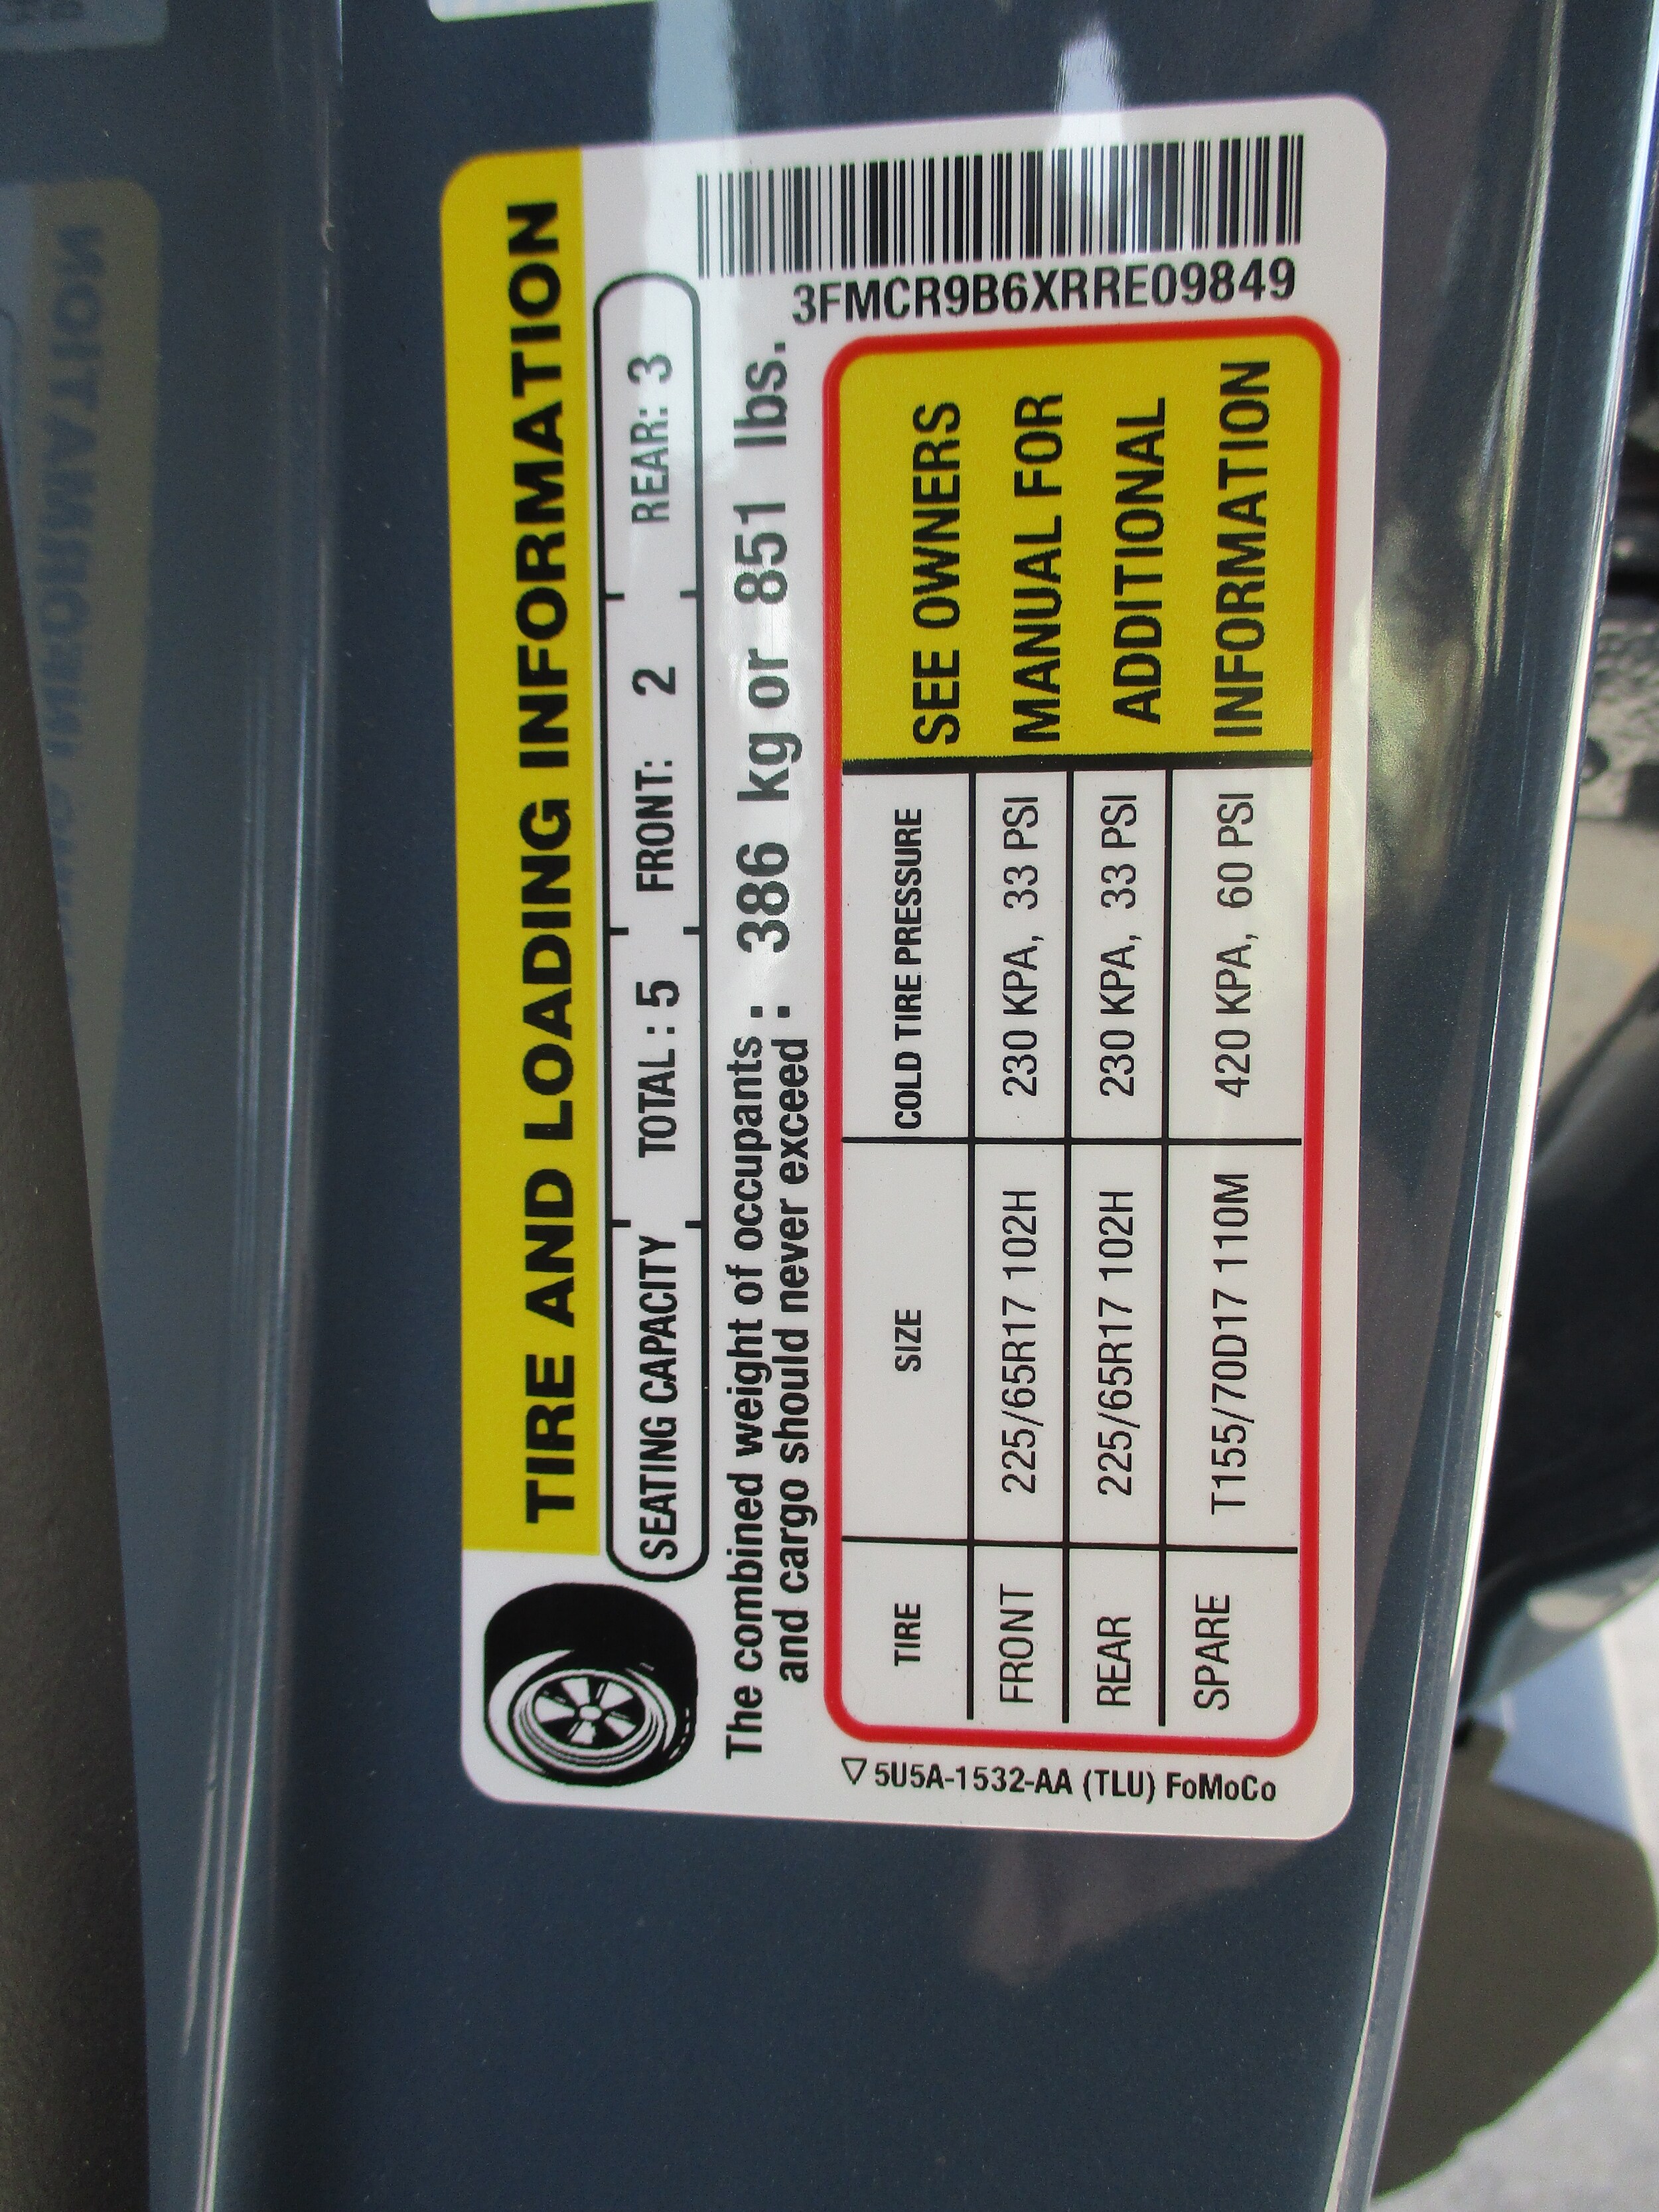 TIRE AND LOADING INFORMATION
SEATING CAPACITY TOTAL : 5 FRONT: 2 REAR: 3
The combined weight of occupants : 386 kg or 851 lbs.
and cargo should never exceed :
3FMCR9B6XRRE09849
TIRE SIZE COLD TIRE PRESSURE
FRONT 225/65R17 102H 230 KPA, 33 PSI
REAR 225/65R17 102H 230 KPA, 33 PSI
SPARE T155/70D17 110M 420 KPA, 60 PSI
SEE OWNERS
MANUAL FOR
ADDITIONAL
INFORMATION
5U5A-1532-AA (TLU) FoMoCo